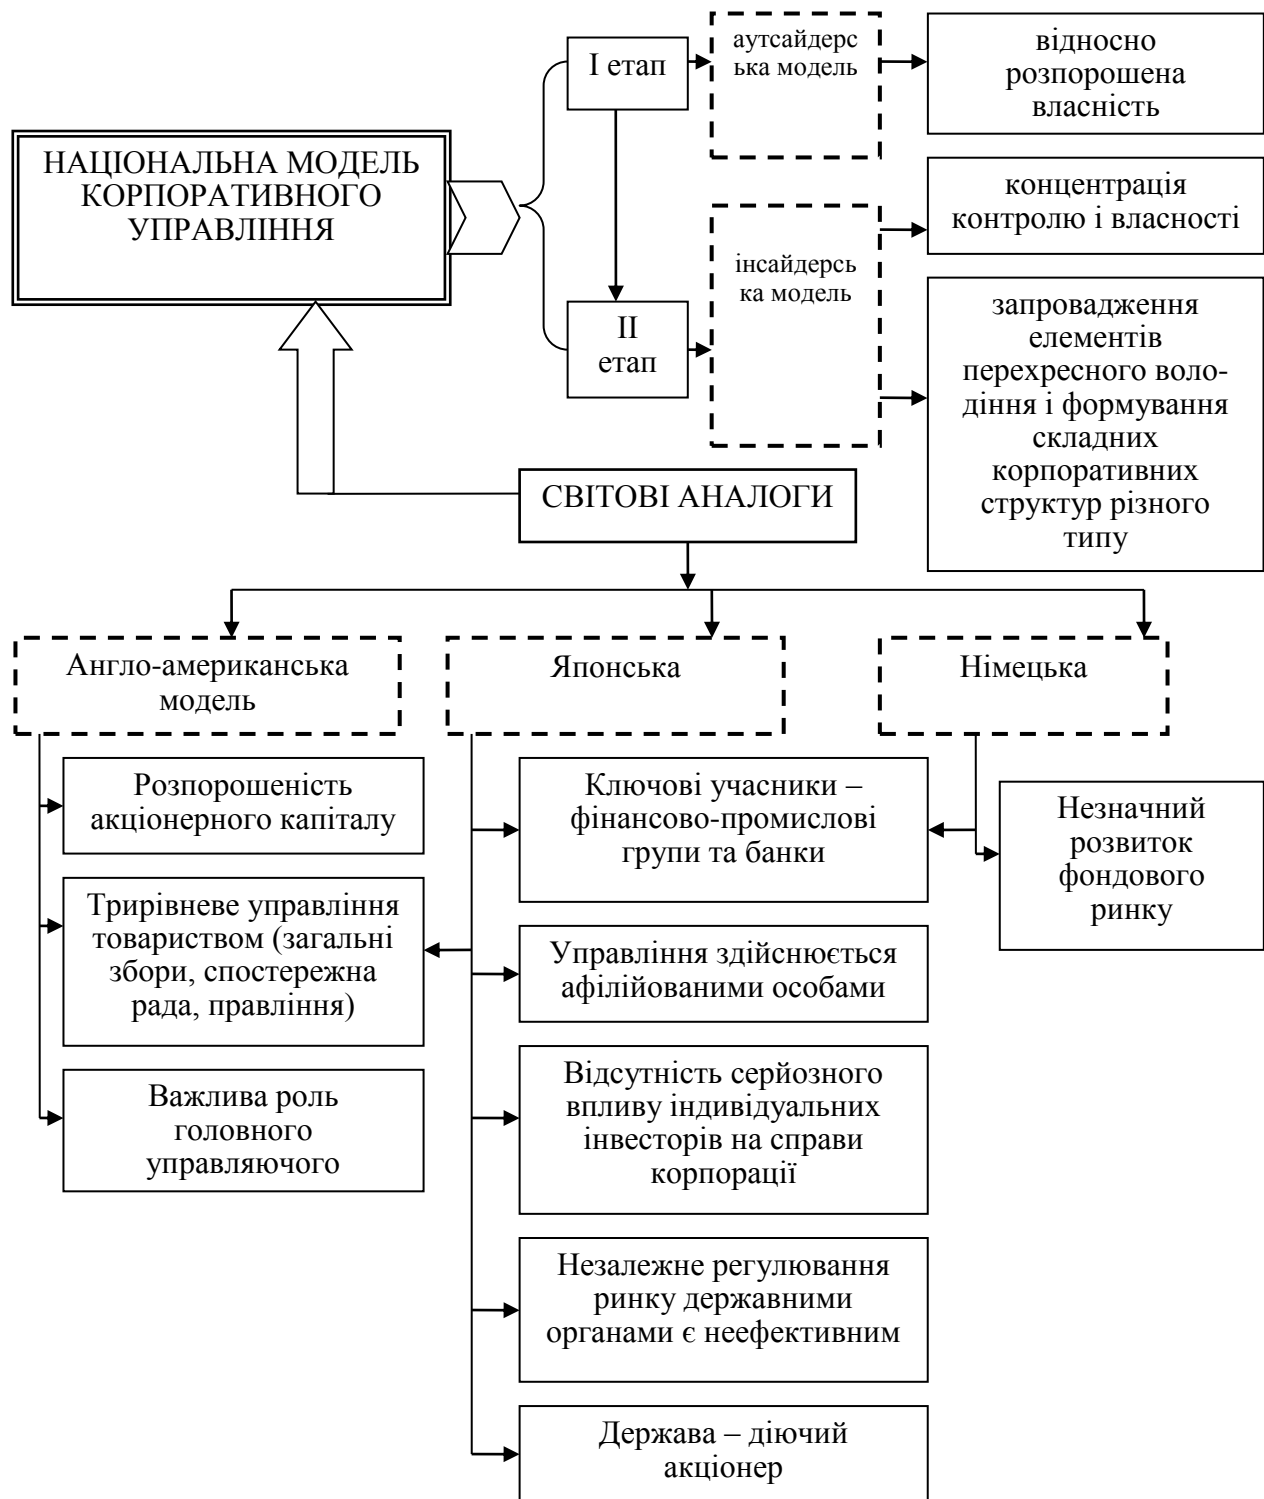 І етап
аутсайдерс
ька модель
відносно
розпорошена
власність
НАЦІОНАЛЬНА МОДЕЛЬ
КОРПОРАТИВНОГО
УПРАВЛІННЯ
концентрація
контролю і власності
ІІ
етап
інсайдерсь
ка модель
запровадження
елементів
перехресного воло-
діння і формування
складних
корпоративних
структур різного
типу
СВІТОВІ АНАЛОГИ
Англо-американська
модель
Японська
Німецька
Розпорошеність
акціонерного капіталу
Трирівневе управління
товариством (загальні
збори, спостережна
рада, правління)
Важлива роль
головного
управляючого
Ключові учасники –
фінансово-промислові
групи та банки
Управління здійснюється
афілійованими особами
Відсутність серйозного
впливу індивідуальних
інвесторів на справи
корпорації
Незалежне регулювання
ринку державними
органами є неефективним
Держава – діючий
акціонер
Незначний
розвиток
фондового
ринку